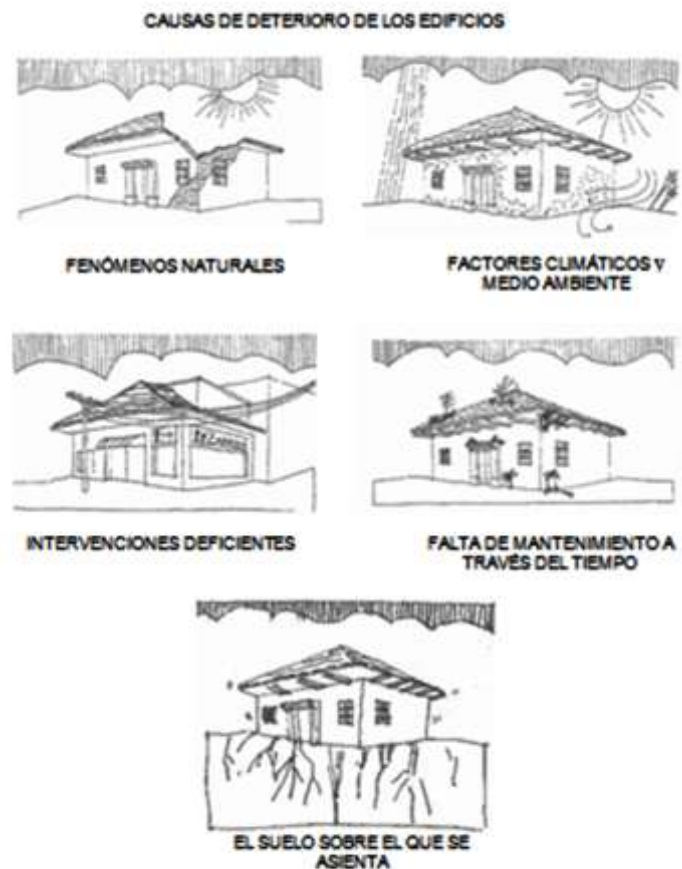 CAUSAS DE DETERIORO DE LOS EDIFICIOS
FENÓMENOS NATURALES
FACTORES CLIMÁTICOS Y
MEDIO AMBIENTE
INTERVENCIONES DEFICIENTES
FALTA DE MANTENIMIENTO A
TRAVÉS DEL TIEMPO
EL SUELO SOBRE EL QUE SE
ASIENTA